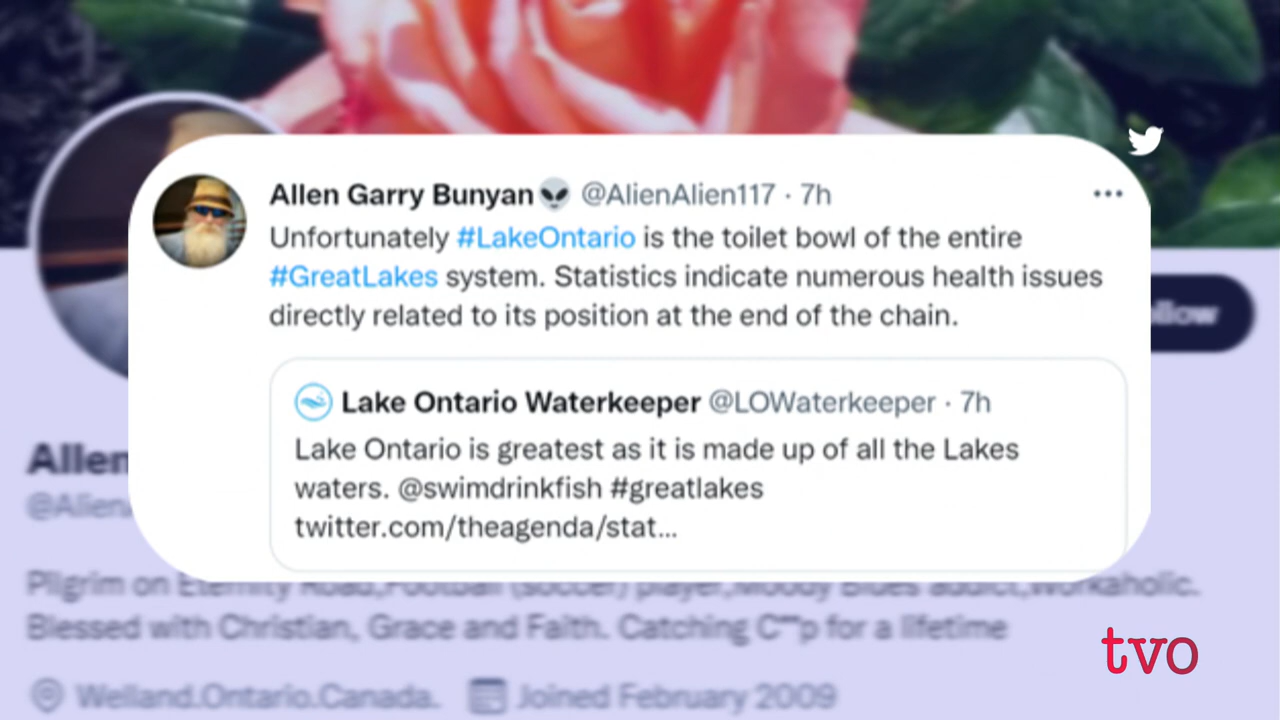 Allen Garry Bunyan👽 @AlienAlien117 · 7h
Unfortunately #LakeOntario is the toilet bowl of the entire
#GreatLakes system. Statistics indicate numerous health issues
directly related to its position at the end of the chain.
Lake Ontario Waterkeeper @LOWaterkeeper · 7h
Lake Ontario is greatest as it is made up of all the Lakes
waters. @swimdrinkfish #greatlakes
twitter.com/theagenda/stat...
Allen
@Alien
Pilgrim on Eternity Road,Football (soccer) player,Moody Blues addict,Workaholic.
Blessed with Christian, Grace and Faith. Catching C**p for a lifetime
Welland.Ontario.Canada. Joined February 2009
tvo